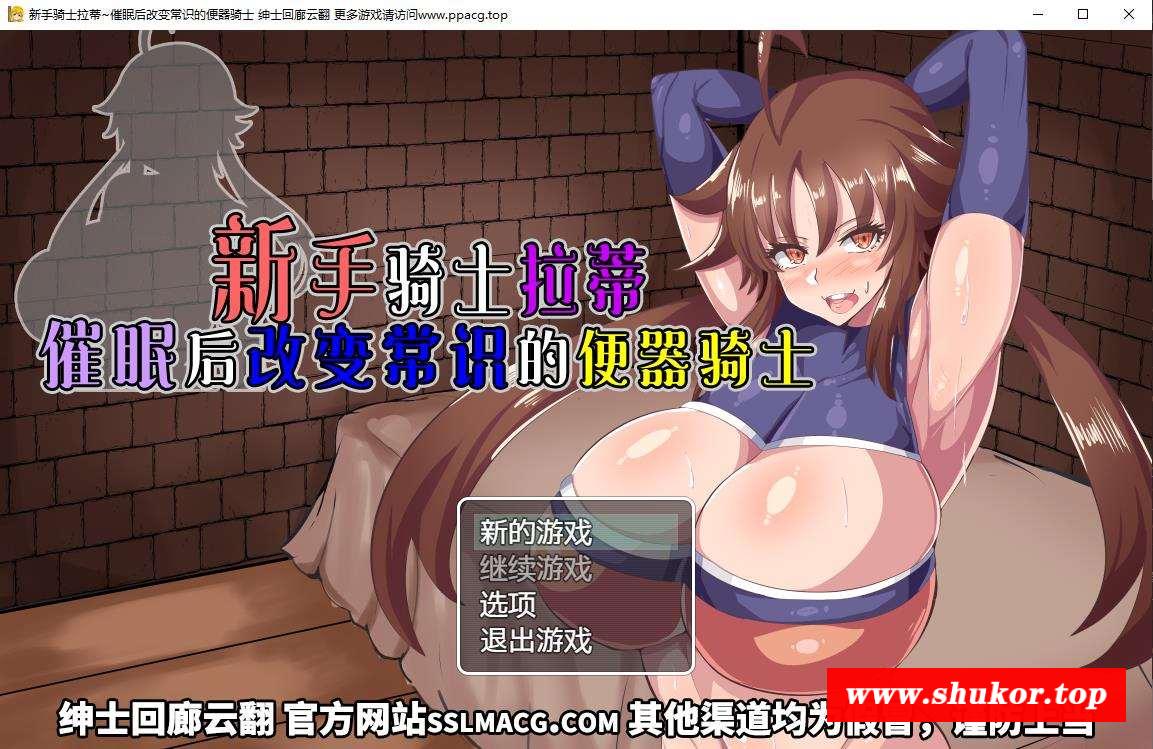 新手骑士拉蒂~催眠后改变常识的便器骑士 绅士回廊云翻 更多游戏请访问www.ppacg.top
新手骑士拉蒂
催眠后改变常识的便器骑士
新的游戏
继续游戏
选项
退出游戏
www.shukor.top
绅士回廊云翻 官方网站SSLMACG.COM 其他渠道均为